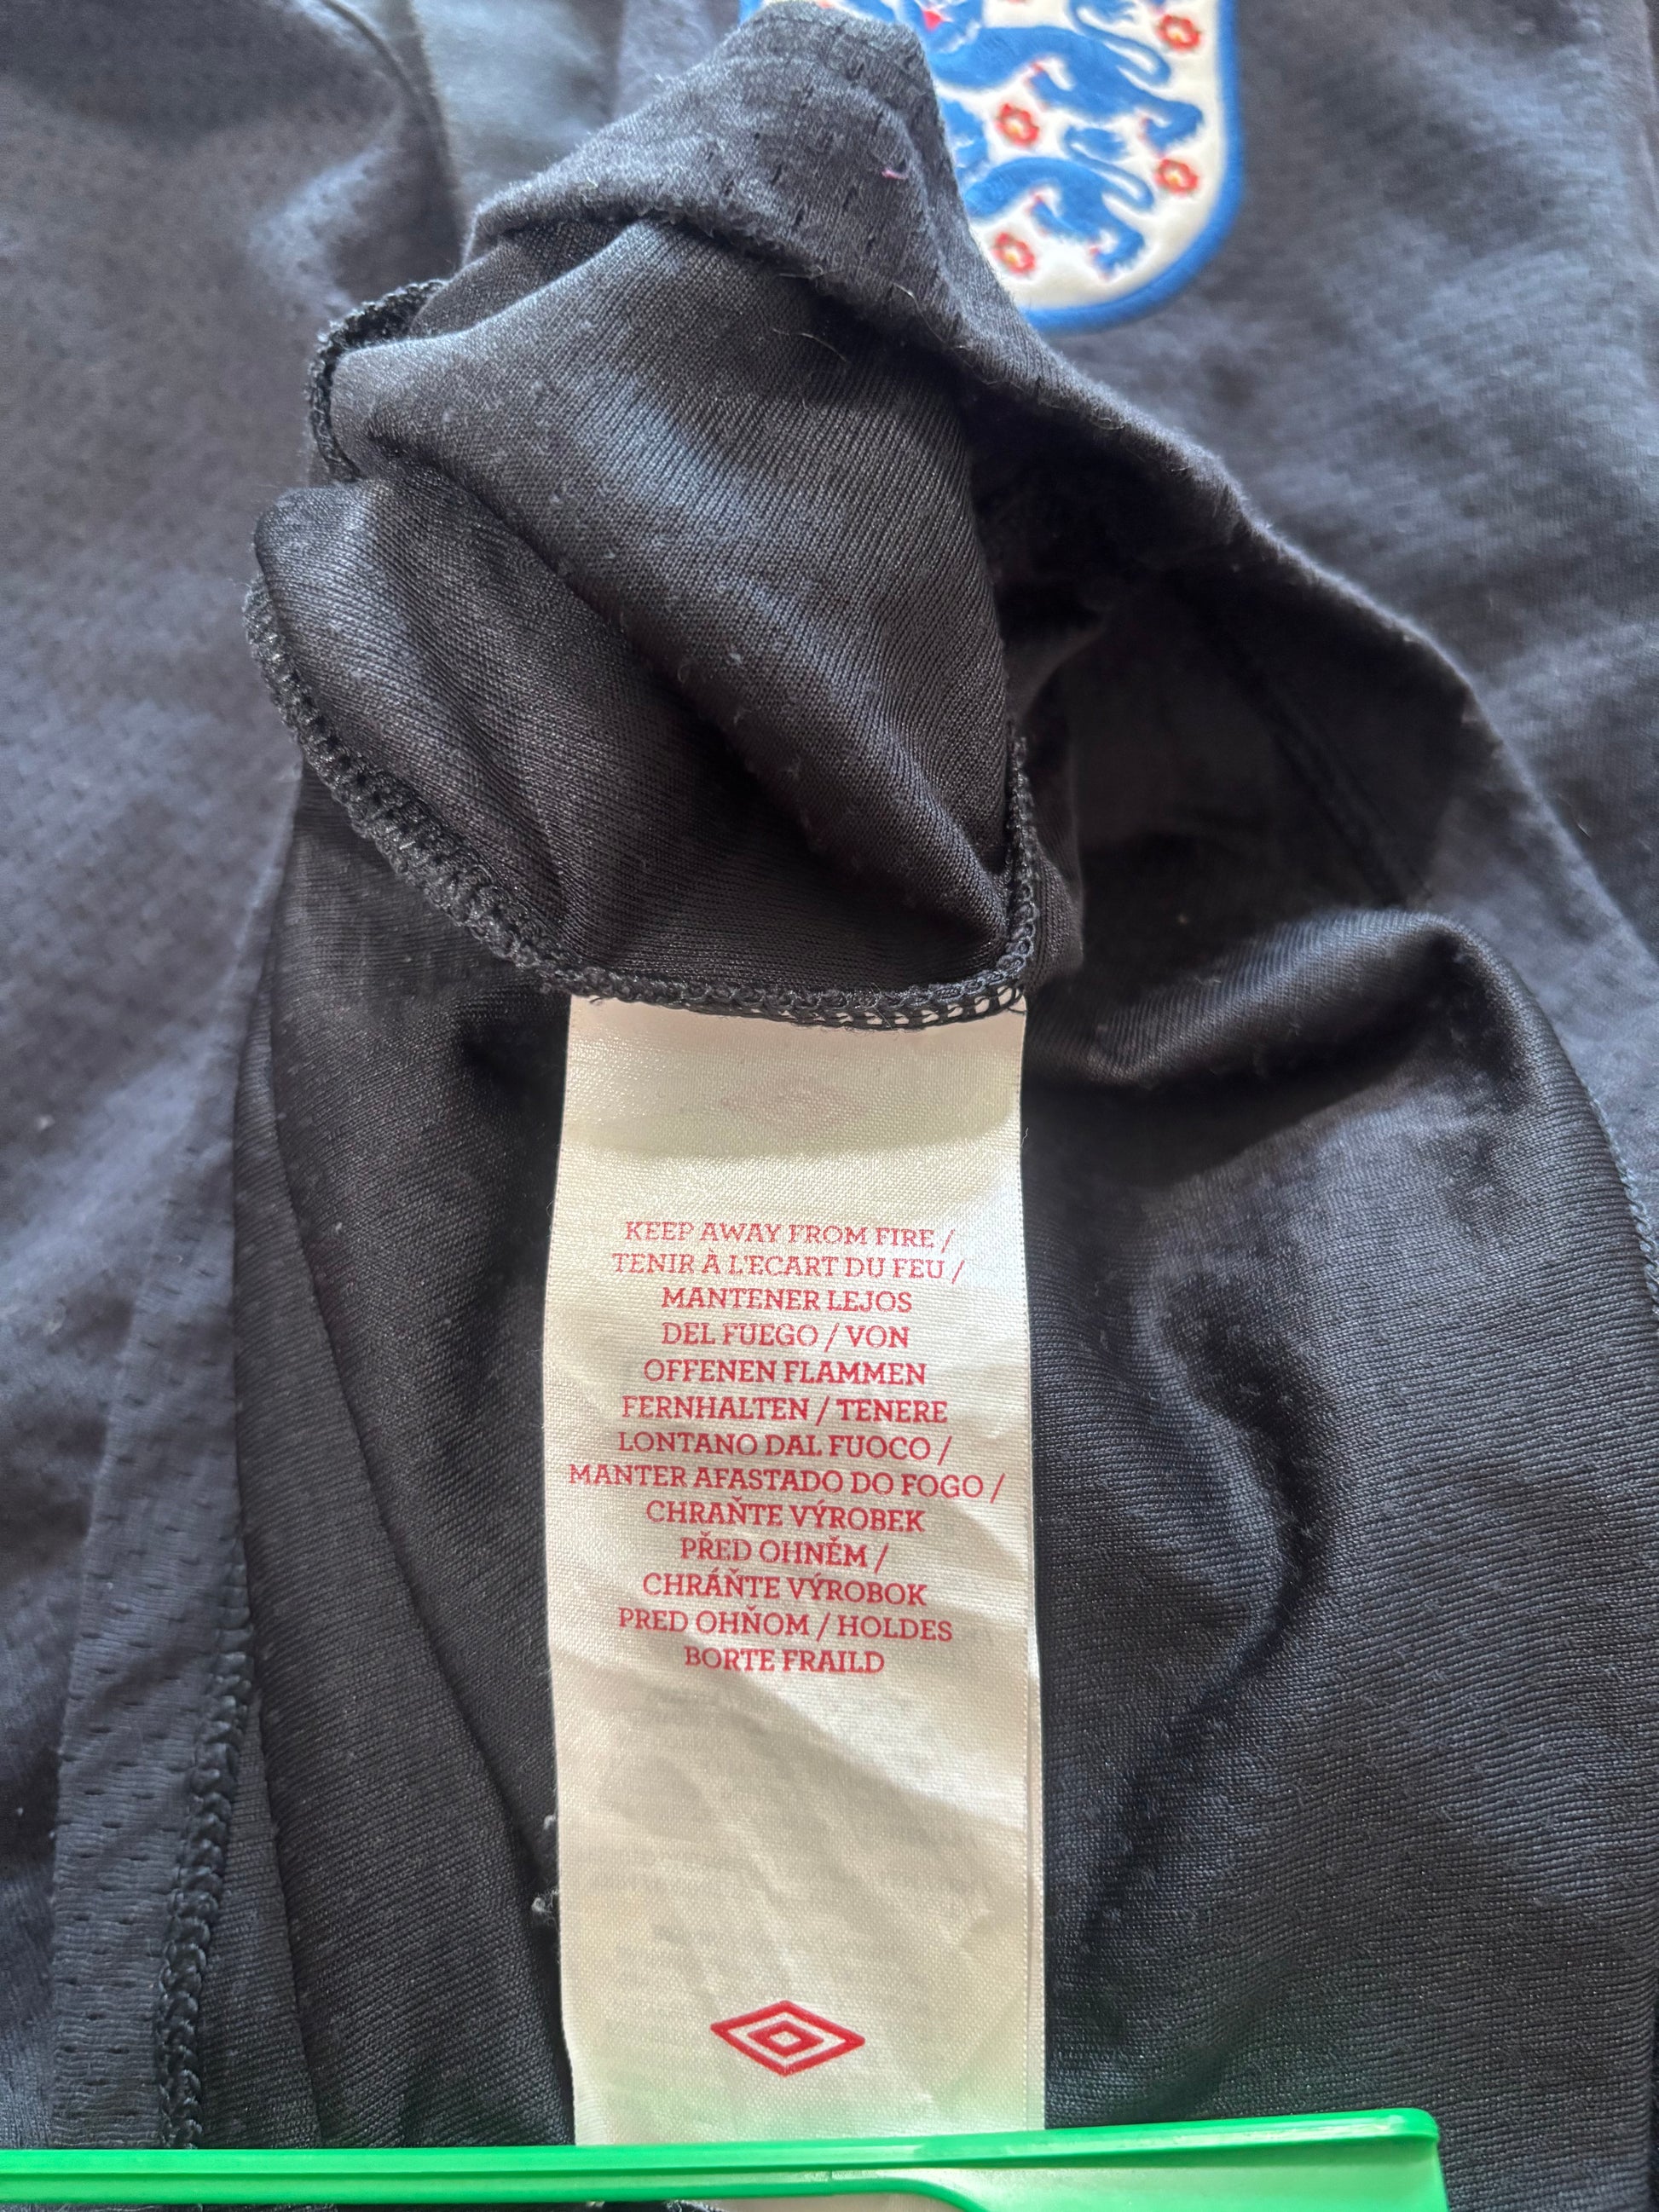 KEEP AWAY FROM FIRE /
TENIR À L'ECART DU FEU /
MANTENER LEJOS
DEL FUEGO / VON
OFFENEN FLAMMEN
FERNHALTEN / TENERE
LONTANO DAL FUOCO /
MANTER AFASTADO DO FOGO /
CHRAŇTE VÝROBEK
PŘED OHNĚM /
CHRÁŇTE VÝROBOK
PRED OHŇOM / HOLDES
BORTE FRAILD